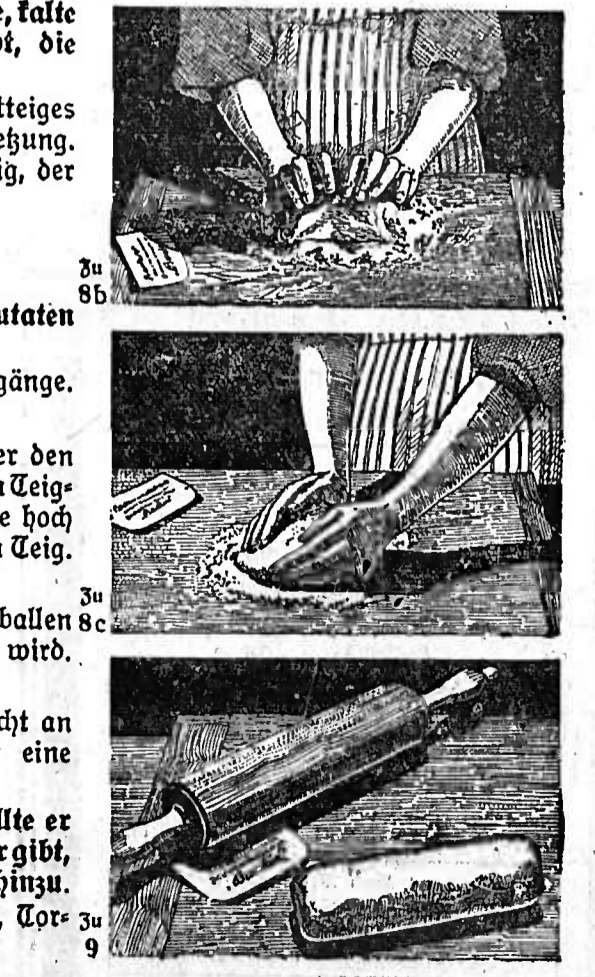 e, kalte
bt, die
tteiges
etzung.
ig, der
Zu
8b
utaten
gänge.
er den
n Teig-
e hoch
n Teig.
Zu
8c
ballen
wird.
cht an
eine
llte er
r gibt,
hinzu.
, Tor-
Zu
9